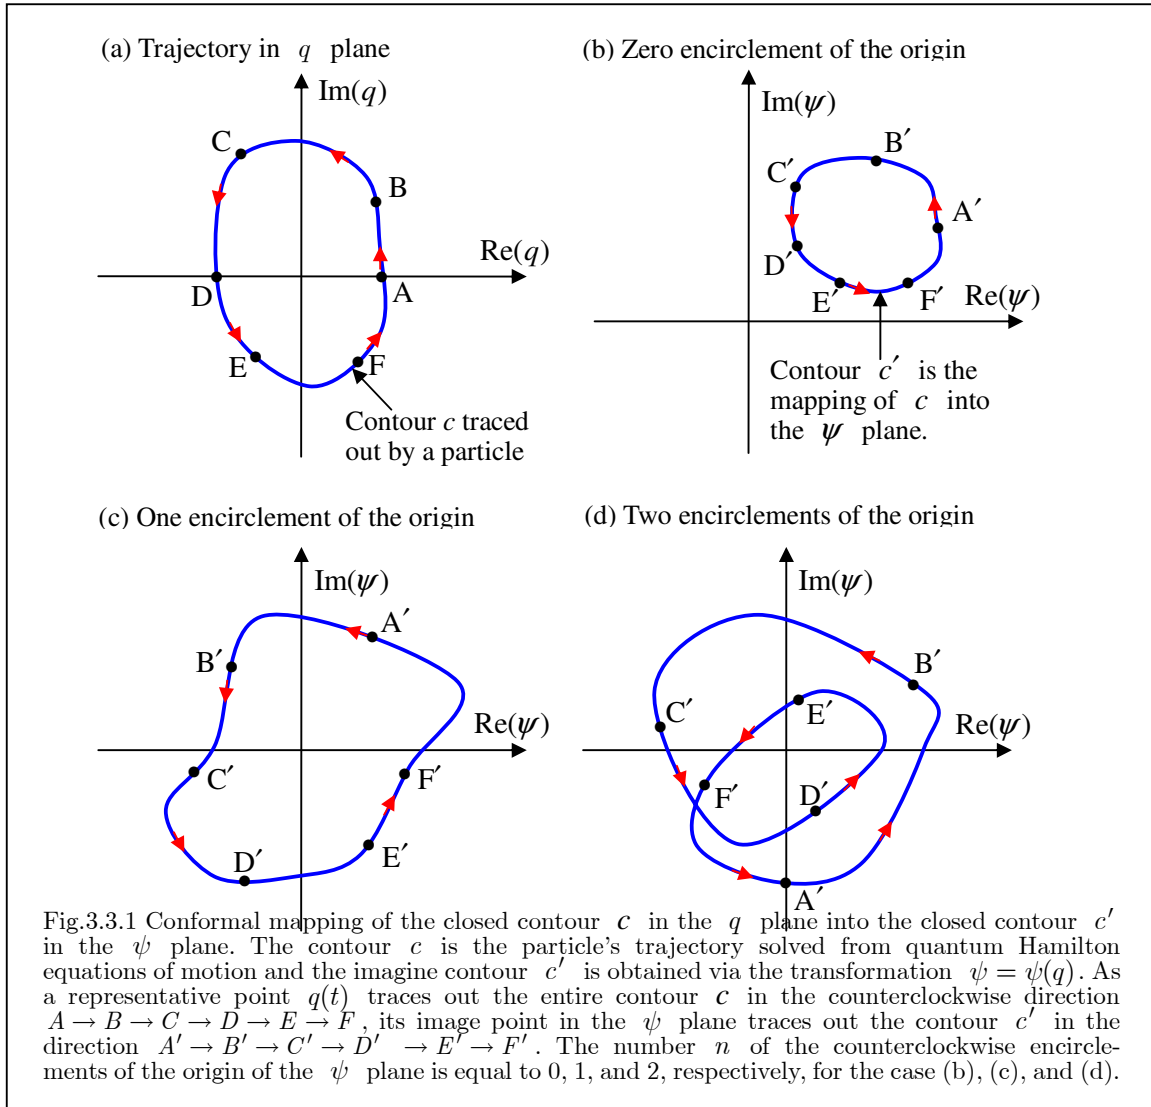 (a) Trajectory in q plane
Im(q)
C
B
Re(q)
D
A
E
F
Contour c traced
out by a particle
(b) Zero encirclement of the origin
Im(ψ)
B′
C′
A′
D′
E′
F′
Re(ψ)
Contour c′ is the
mapping of c into
the ψ plane.
(c) One encirclement of the origin
Im(ψ)
A′
B′
Re(ψ)
C′
F′
D′
E′
(d) Two encirclements of the origin
Im(ψ)
B′
C′
E′
Re(ψ)
F′
D′
A′
Fig.3.3.1 Conformal mapping of the closed contour c in the q plane into the closed contour c′
in the ψ plane. The contour c is the particle's trajectory solved from quantum Hamilton
equations of motion and the imagine contour c′ is obtained via the transformation ψ = ψ(q). As
a representative point q(t) traces out the entire contour c in the counterclockwise direction
A → B → C → D → E → F, its image point in the ψ plane traces out the contour c′ in the
direction A′ → B′ → C′ → D′ → E′ → F′. The number n of the counterclockwise encircle-
ments of the origin of the ψ plane is equal to 0, 1, and 2, respectively, for the case (b), (c), and (d).